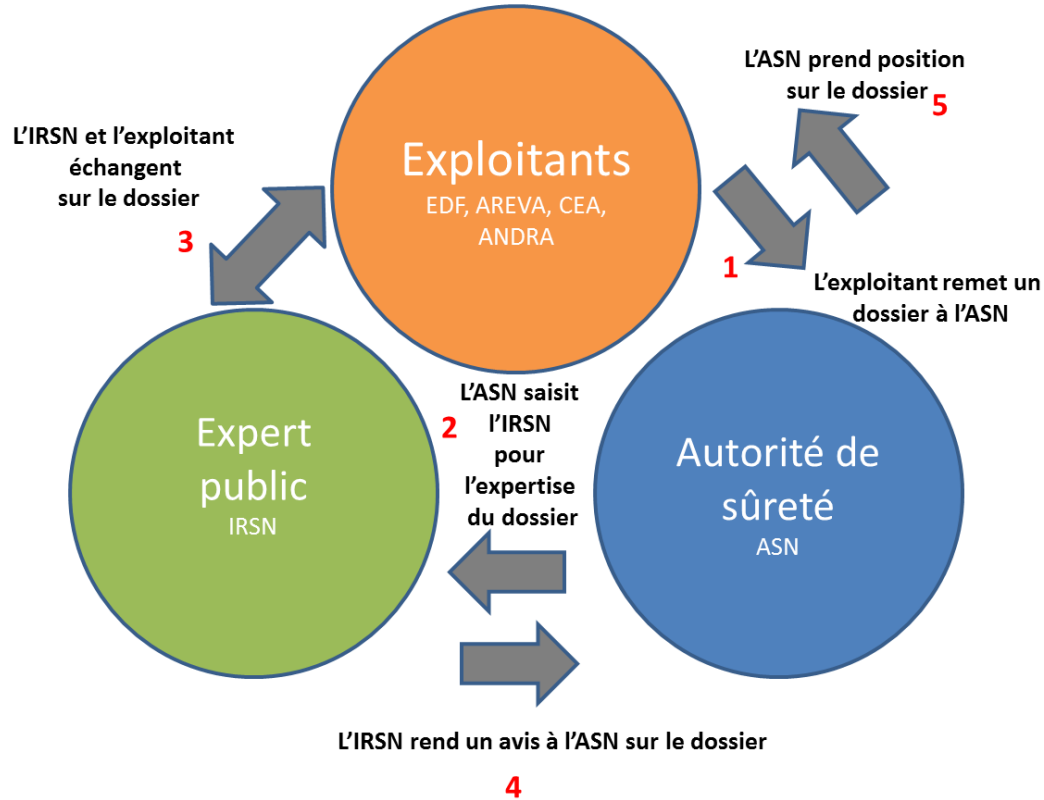 L'ASN prend position
sur le dossier
5
L'IRSN et l'exploitant
échangent
sur le dossier
3
Exploitants
EDF, AREVA, CEA,
ANDRA
1
L'exploitant remet un
dossier à l'ASN
L'ASN saisit
l'IRSN
pour
l'expertise
du dossier
2
Expert
public
IRSN
Autorité de
sûreté
ASN
L'IRSN rend un avis à l'ASN sur le dossier
4